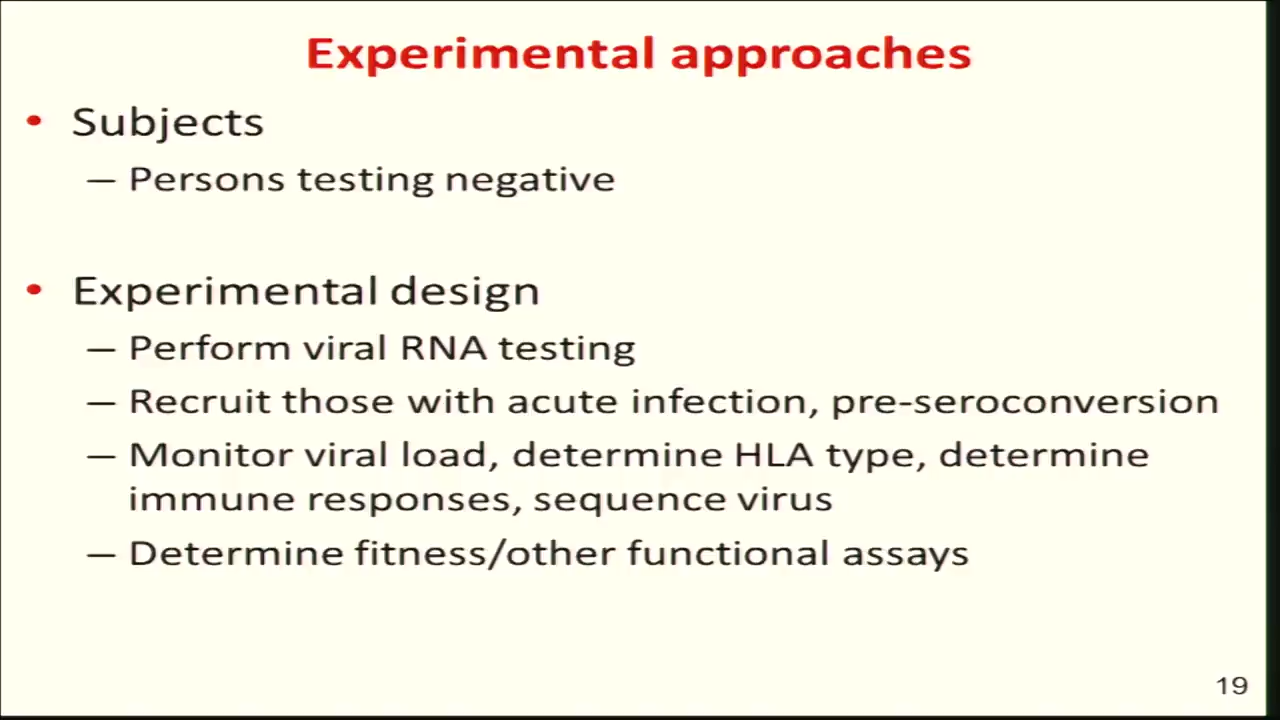 Experimental approaches
• Subjects
– Persons testing negative
• Experimental design
– Perform viral RNA testing
– Recruit those with acute infection, pre-seroconversion
– Monitor viral load, determine HLA type, determine
immune responses, sequence virus
– Determine fitness/other functional assays
19